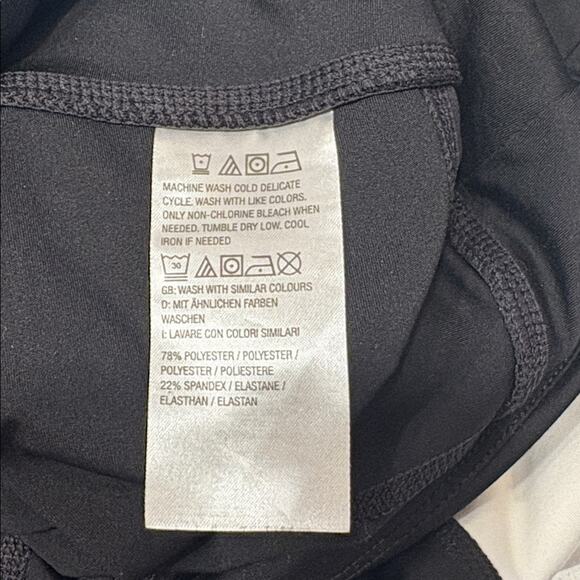 MACHINE WASH COLD DELICATE
CYCLE. WASH WITH LIKE COLORS.
ONLY NON-CHLORINE BLEACH WHEN
NEEDED. TUMBLE DRY LOW. COOL
IRON IF NEEDED
30
GB: WASH WITH SIMILAR COLOURS
D: MIT ÄHNLICHEN FARBEN
WASCHEN
I: LAVARE CON COLORI SIMILARI
78% POLYESTER / POLYESTER /
POLYESTER / POLIESTERE
22% SPANDEX / ELASTANE /
ELASTHAN / ELASTAN